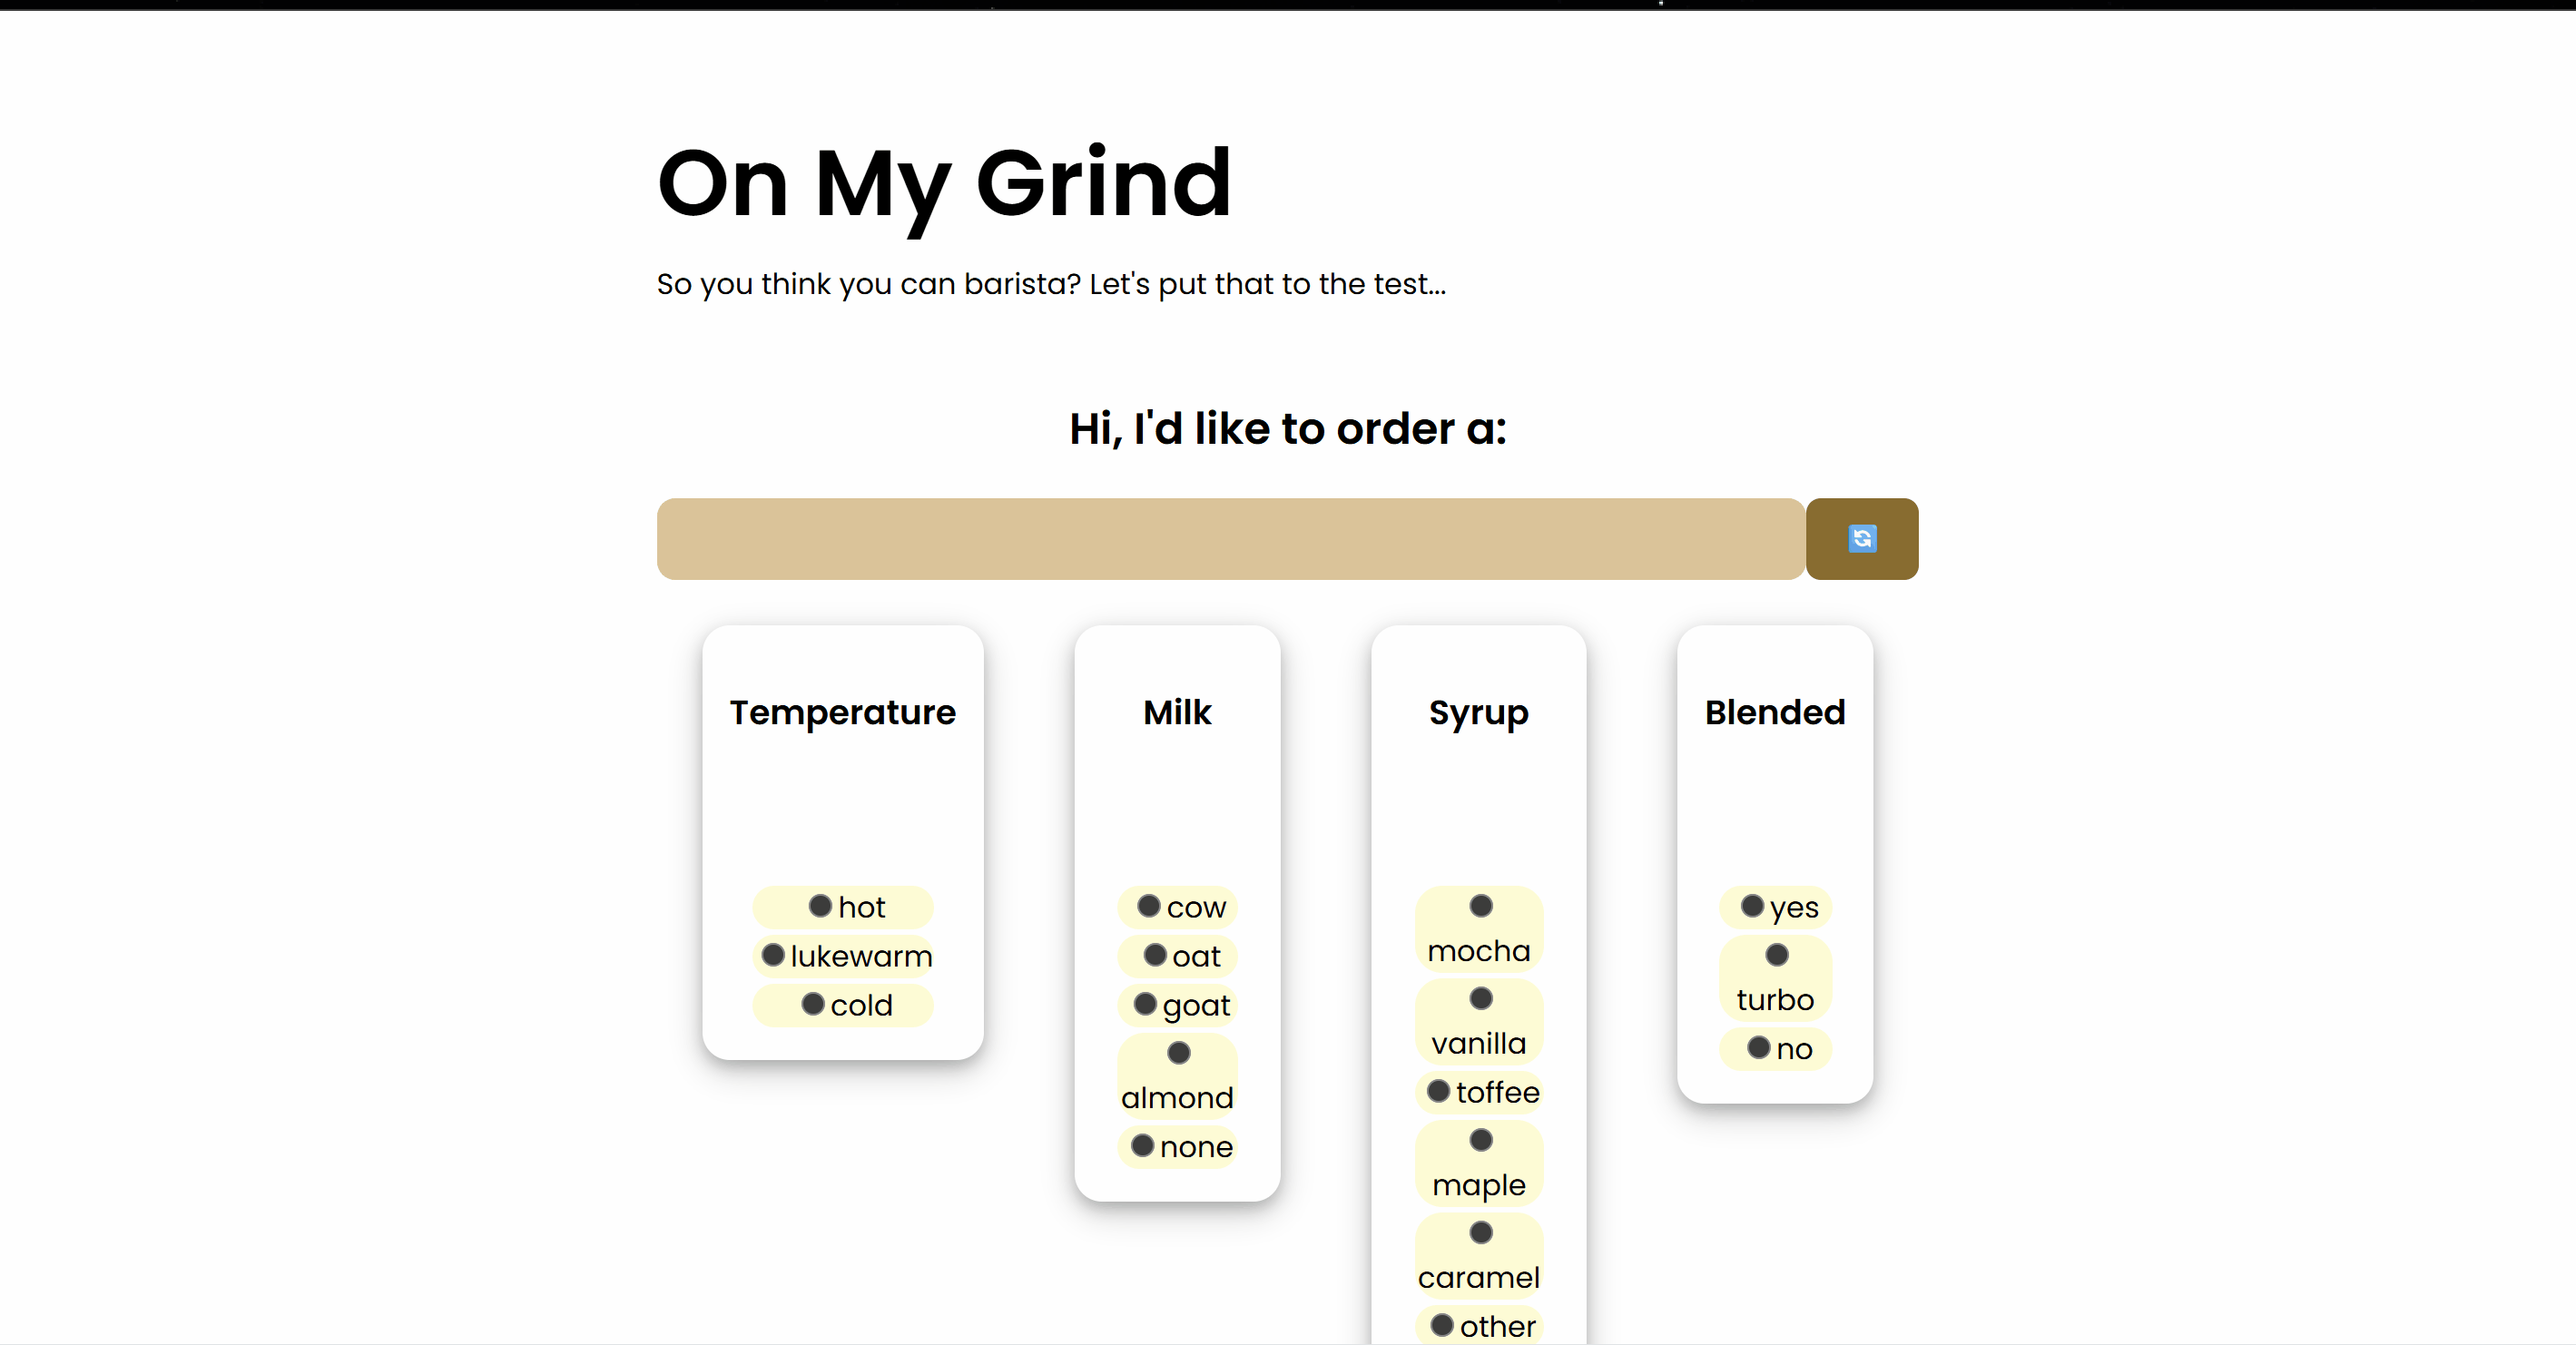 On My Grind
So you think you can barista? Let's put that to the test...
Hi, I'd like to order a:
Temperature
hot
lukewarm
cold
Milk
cow
oat
goat
almond
none
Syrup
mocha
vanilla
toffee
maple
caramel
other
Blended
yes
turbo
no